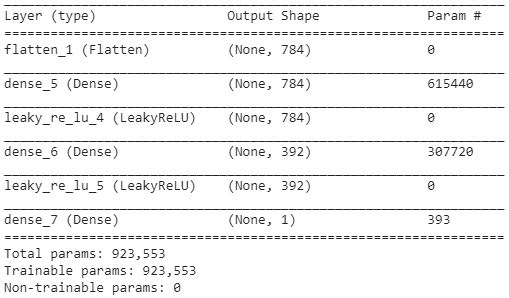 Layer (type) Output Shape Param #
flatten_1 (Flatten) (None, 784) 0
dense_5 (Dense) (None, 784) 615440
leaky_re_lu_4 (LeakyReLU) (None, 784) 0
dense_6 (Dense) (None, 392) 307720
leaky_re_lu_5 (LeakyReLU) (None, 392) 0
dense_7 (Dense) (None, 1) 393
Total params: 923,553
Trainable params: 923,553
Non-trainable params: 0